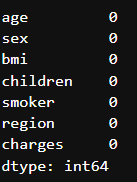 age 0
sex 0
bmi 0
children 0
smoker 0
region 0
charges 0
dtype: int64